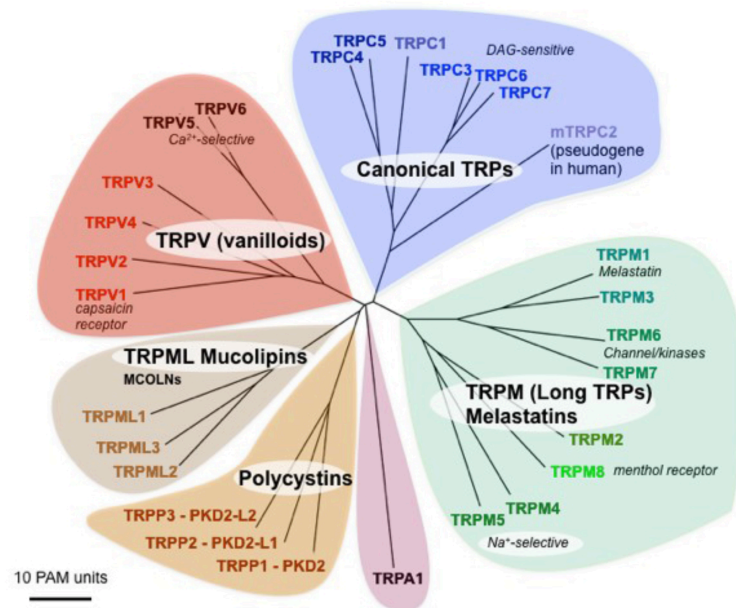 TRPC5
TRPC1
DAG-sensitive
TRPC4
TRPC3
TRPC6
TRPC7
mTRPC2
(pseudogene
in human)
Canonical TRPs
TRPV6
TRPV5
Ca²⁺-selective
TRPV3
TRPV4
TRPV (vanilloids)
TRPV2
TRPV1
capsaicin
receptor
TRPM1
Melastatin
TRPM3
TRPM6
Channel/kinases
TRPM7
TRPM (Long TRPs)
Melastatins
TRPM2
TRPM8 menthol receptor
TRPM4
TRPM5
Na⁺-selective
TRPML Mucolipins
MCOLNs
TRPML1
TRPML3
TRPML2
Polycystins
TRPP3 - PKD2-L2
TRPP2 - PKD2-L1
TRPP1 - PKD2
TRPA1
10 PAM units